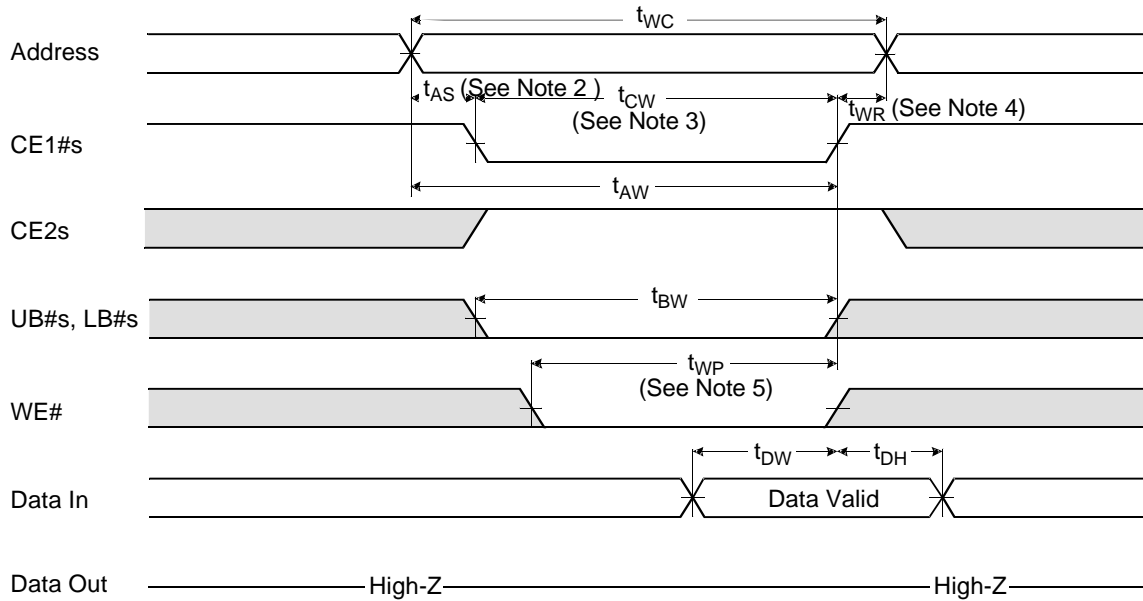 tWC
Address
tAS (See Note 2 )
tCW
(See Note 3)
tWR (See Note 4)
CE1#s
tAW
CE2s
tBW
UB#s, LB#s
tWP
(See Note 5)
WE#
tDW
tDH
Data In
Data Valid
Data Out
High-Z
High-Z